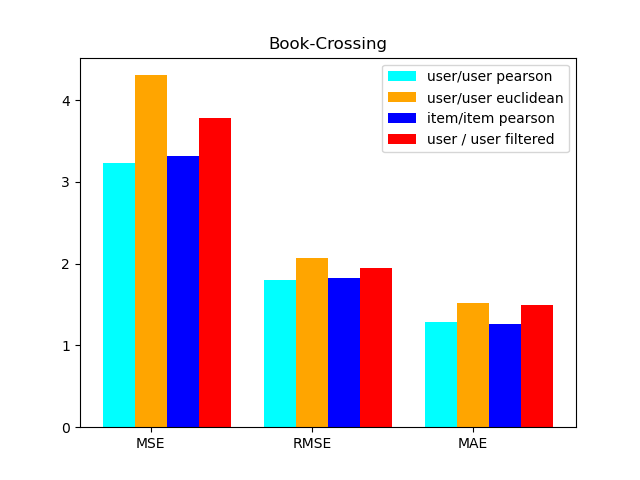 Book-Crossing
user/user pearson
user/user euclidean
item/item pearson
user / user filtered
4
3
2
1
0
MSE RMSE MAE